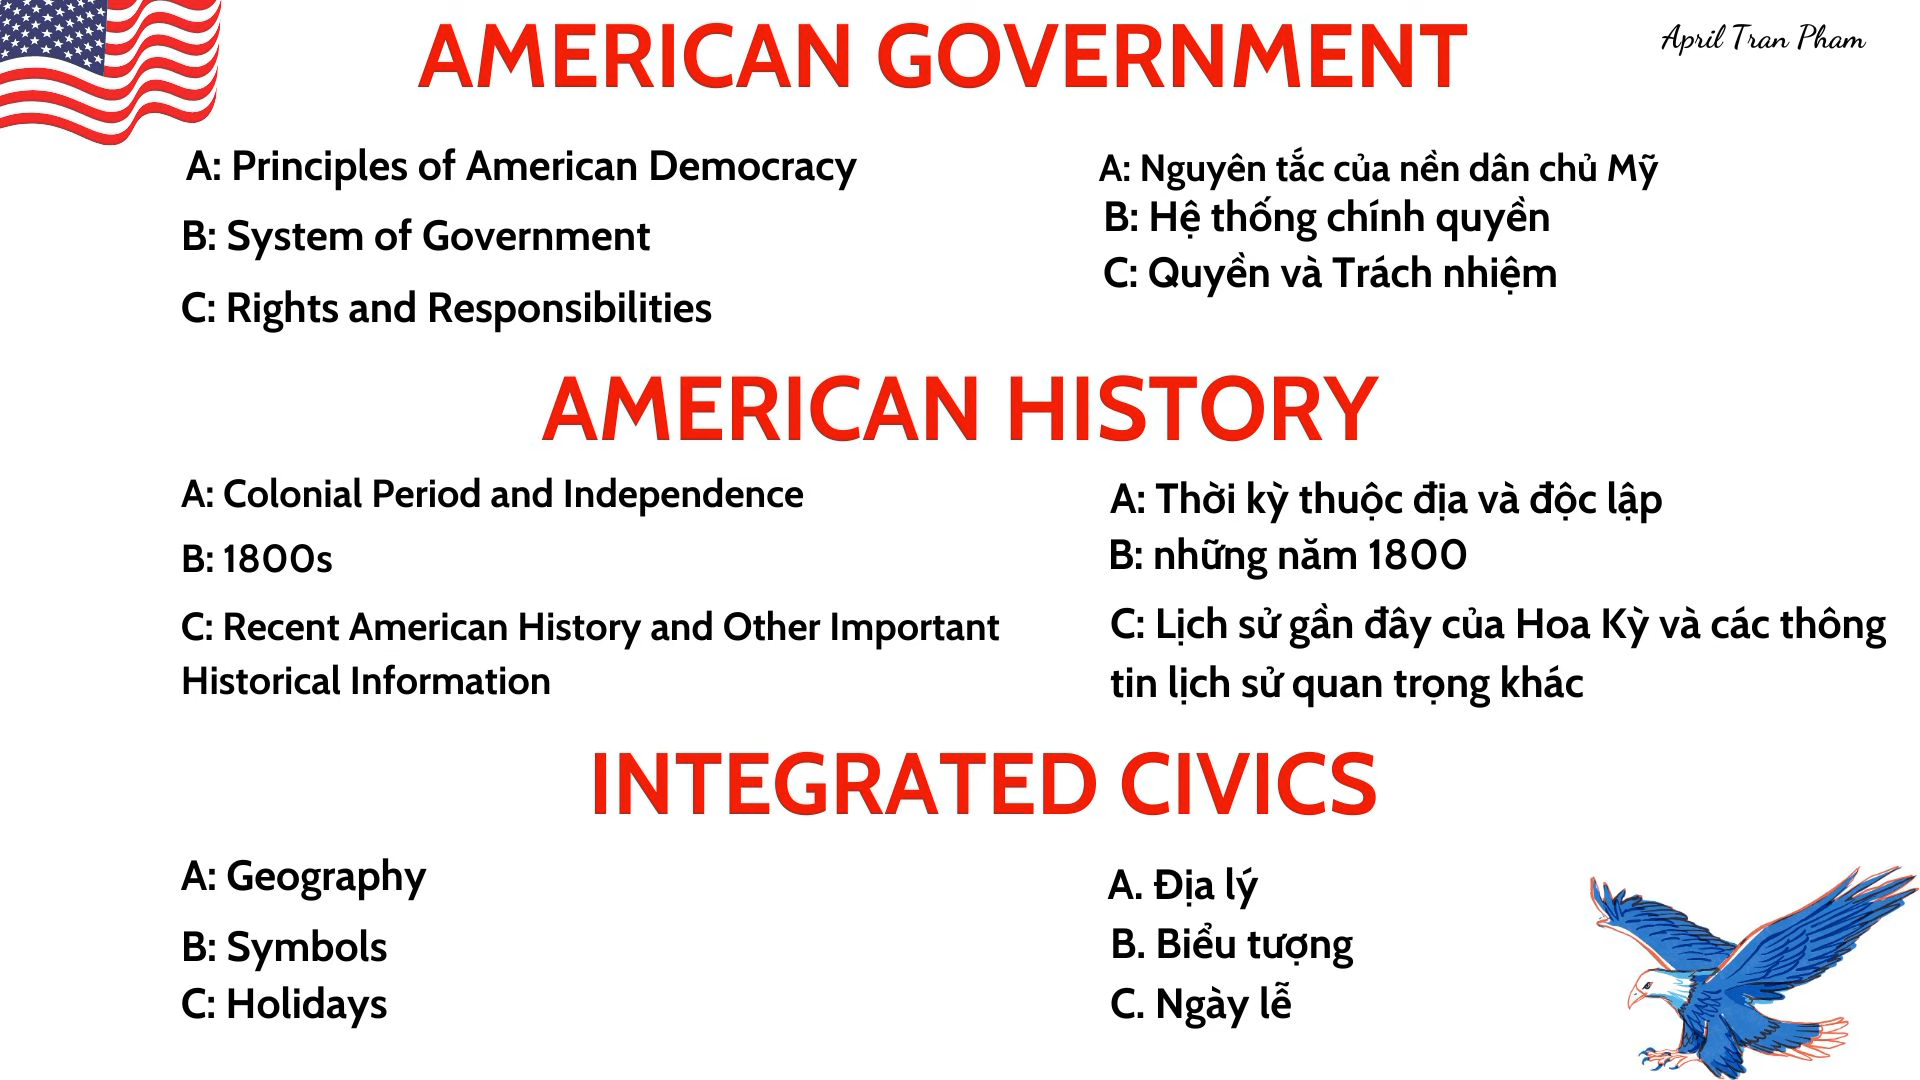 AMERICAN GOVERNMENT
April Tran Pham
A: Principles of American Democracy
B: System of Government
C: Rights and Responsibilities
A: Nguyên tắc của nền dân chủ Mỹ
B: Hệ thống chính quyền
C: Quyền và Trách nhiệm
AMERICAN HISTORY
A: Colonial Period and Independence
B: 1800s
C: Recent American History and Other Important
Historical Information
A: Thời kỳ thuộc địa và độc lập
B: những năm 1800
C: Lịch sử gần đây của Hoa Kỳ và các thông
tin lịch sử quan trọng khác
INTEGRATED CIVICS
A: Geography
B: Symbols
C: Holidays
A. Địa lý
B. Biểu tượng
C. Ngày lễ